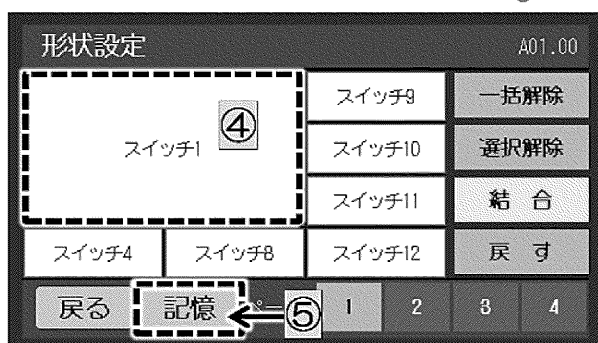 形状設定 A01.00
スイッチ1 ④ スイッチ9 一括解除
スイッチ10 選択解除
スイッチ11 結合
スイッチ4 スイッチ8 スイッチ12 戻す
戻る 記憶 ⑤ 1 2 3 4